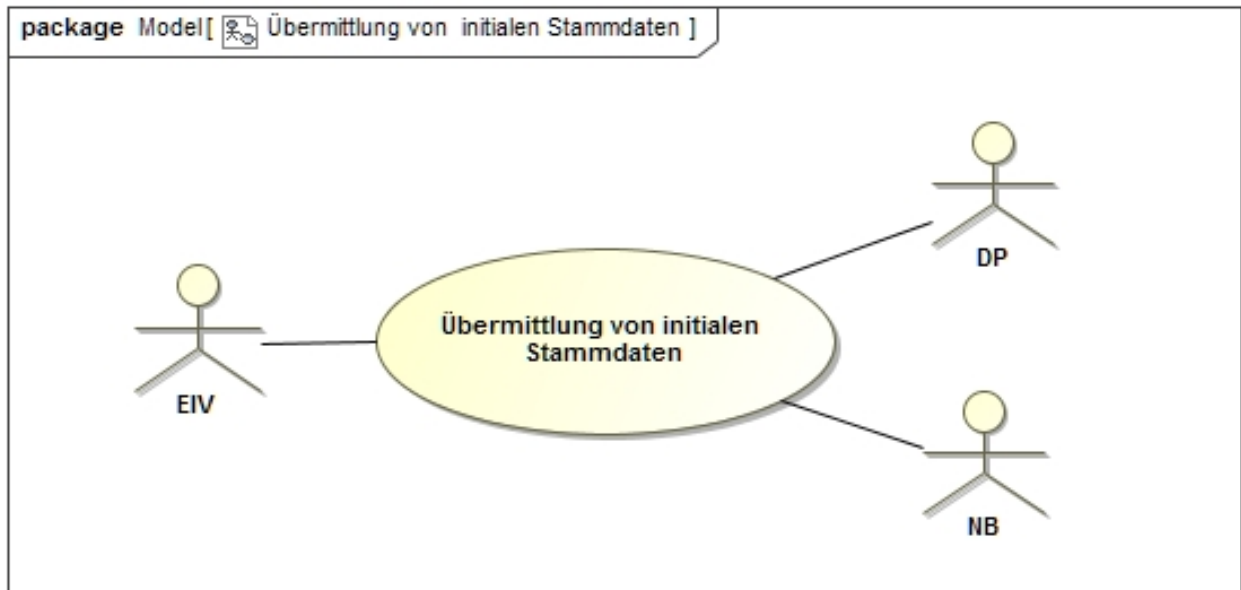 package Model[ Übermittlung von initialen Stammdaten ]
DP
Übermittlung von initialen
Stammdaten
EIV
NB